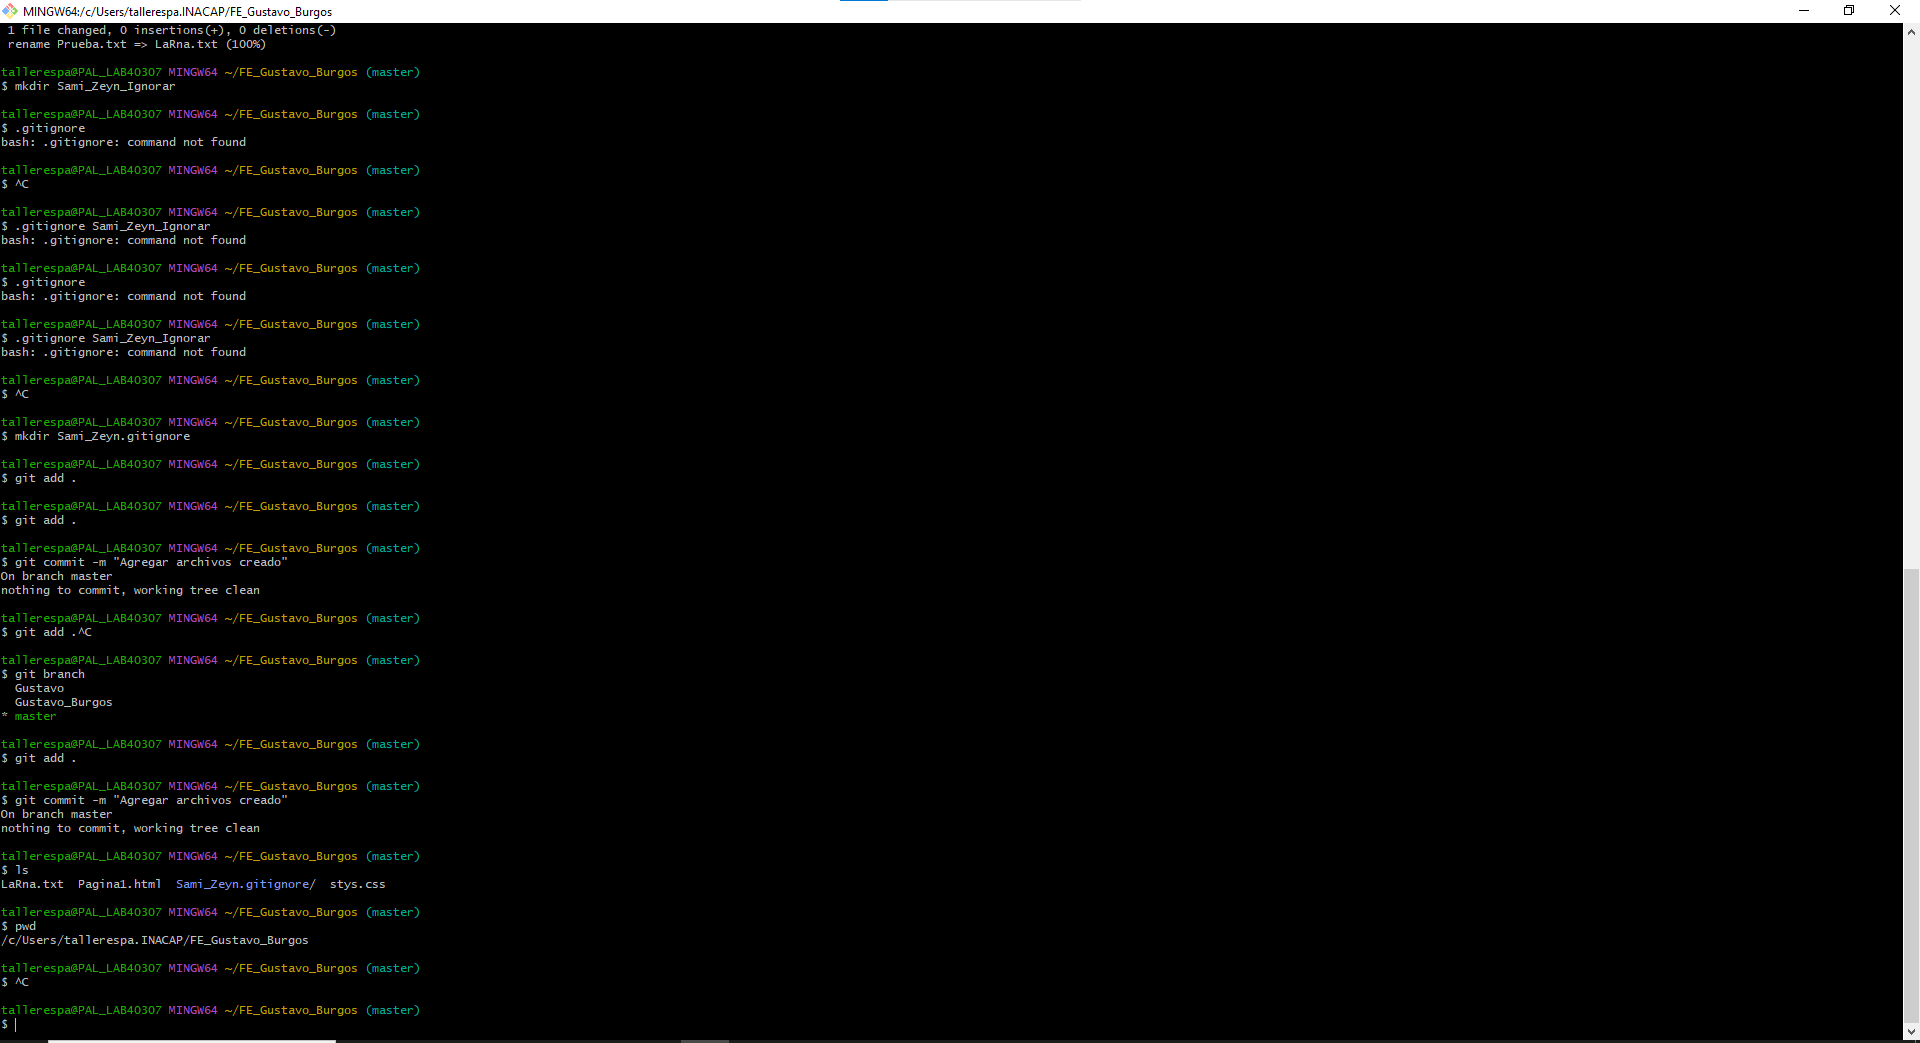 MINGW64:/c/Users/tallerespa.INACAP/FE_Gustavo_Burgos
1 file changed, 0 insertions(+), 0 deletions(-)
rename Prueba.txt => LaRna.txt (100%)
tallerespa@PAL_LAB40307 MINGW64 ~/FE_Gustavo_Burgos (master)
$ mkdir Sami_Zeyn_Ignorar
tallerespa@PAL_LAB40307 MINGW64 ~/FE_Gustavo_Burgos (master)
$ .gitignore
bash: .gitignore: command not found
tallerespa@PAL_LAB40307 MINGW64 ~/FE_Gustavo_Burgos (master)
$ ^C
tallerespa@PAL_LAB40307 MINGW64 ~/FE_Gustavo_Burgos (master)
$ .gitignore Sami_Zeyn_Ignorar
bash: .gitignore: command not found
tallerespa@PAL_LAB40307 MINGW64 ~/FE_Gustavo_Burgos (master)
$ .gitignore
bash: .gitignore: command not found
tallerespa@PAL_LAB40307 MINGW64 ~/FE_Gustavo_Burgos (master)
$ .gitignore Sami_Zeyn_Ignorar
bash: .gitignore: command not found
tallerespa@PAL_LAB40307 MINGW64 ~/FE_Gustavo_Burgos (master)
$ ^C
tallerespa@PAL_LAB40307 MINGW64 ~/FE_Gustavo_Burgos (master)
$ mkdir Sami_Zeyn.gitignore
tallerespa@PAL_LAB40307 MINGW64 ~/FE_Gustavo_Burgos (master)
$ git add .
tallerespa@PAL_LAB40307 MINGW64 ~/FE_Gustavo_Burgos (master)
$ git add .
tallerespa@PAL_LAB40307 MINGW64 ~/FE_Gustavo_Burgos (master)
$ git commit -m "Agregar archivos creado"
On branch master
nothing to commit, working tree clean
tallerespa@PAL_LAB40307 MINGW64 ~/FE_Gustavo_Burgos (master)
$ git add .^C
tallerespa@PAL_LAB40307 MINGW64 ~/FE_Gustavo_Burgos (master)
$ git branch
Gustavo
Gustavo_Burgos
* master
tallerespa@PAL_LAB40307 MINGW64 ~/FE_Gustavo_Burgos (master)
$ git add .
tallerespa@PAL_LAB40307 MINGW64 ~/FE_Gustavo_Burgos (master)
$ git commit -m "Agregar archivos creado"
On branch master
nothing to commit, working tree clean
tallerespa@PAL_LAB40307 MINGW64 ~/FE_Gustavo_Burgos (master)
$ ls
LaRna.txt  Pagina1.html  Sami_Zeyn.gitignore/  stys.css
tallerespa@PAL_LAB40307 MINGW64 ~/FE_Gustavo_Burgos (master)
$ pwd
/c/Users/tallerespa.INACAP/FE_Gustavo_Burgos
tallerespa@PAL_LAB40307 MINGW64 ~/FE_Gustavo_Burgos (master)
$ ^C
tallerespa@PAL_LAB40307 MINGW64 ~/FE_Gustavo_Burgos (master)
$